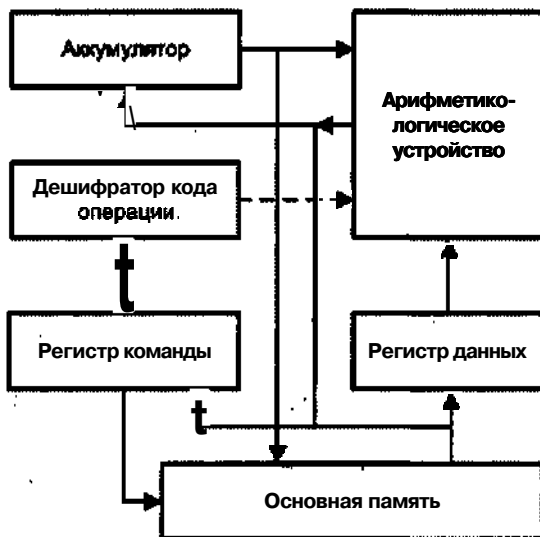 Аккумулятор
Арифметико-
логическое
устройство
Дешифратор кода
операции
Регистр команды
Регистр данных
Основная память